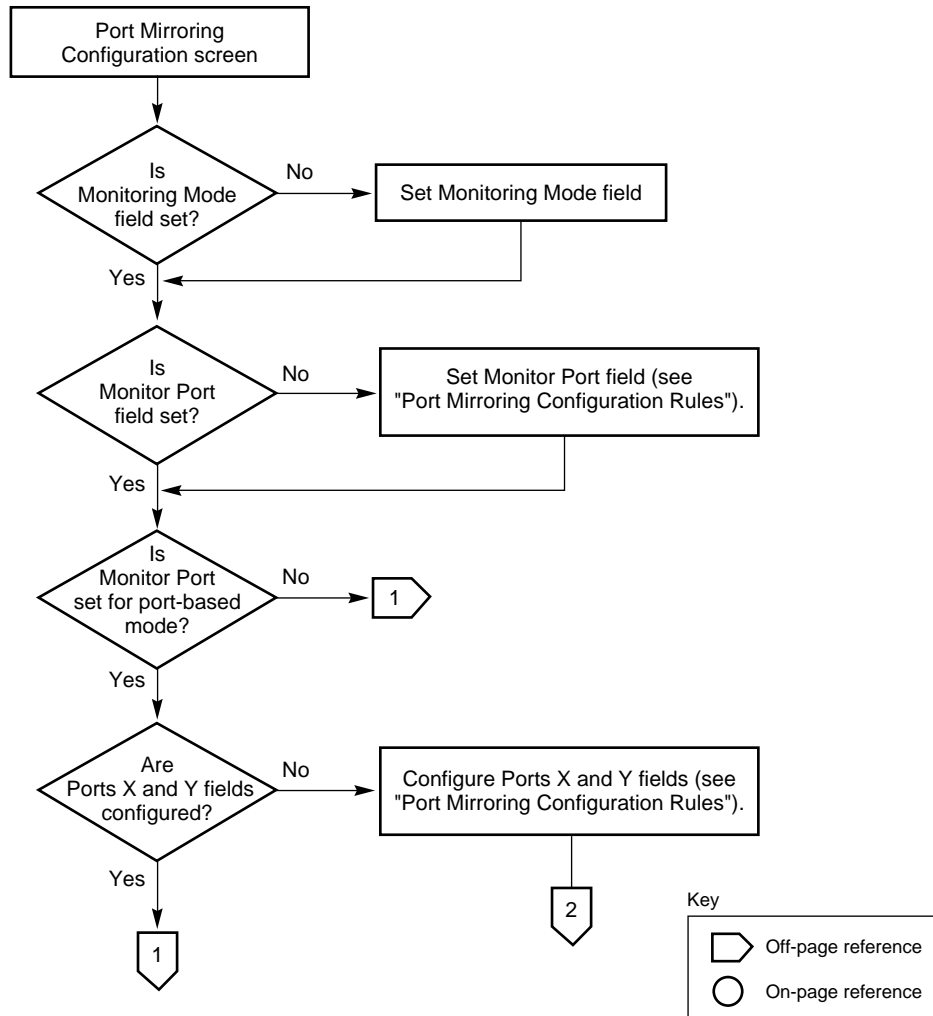 Port Mirroring
Configuration screen
Is
Monitoring Mode
field set?
No
Set Monitoring Mode field
Yes
Is
Monitor Port
field set?
No
Set Monitor Port field (see
"Port Mirroring Configuration Rules").
Yes
Is
Monitor Port
set for port-based
mode?
No
1
Yes
Are
Ports X and Y fields
configured?
No
Configure Ports X and Y fields (see
"Port Mirroring Configuration Rules").
Yes
1
2
Key
Off-page reference
On-page reference